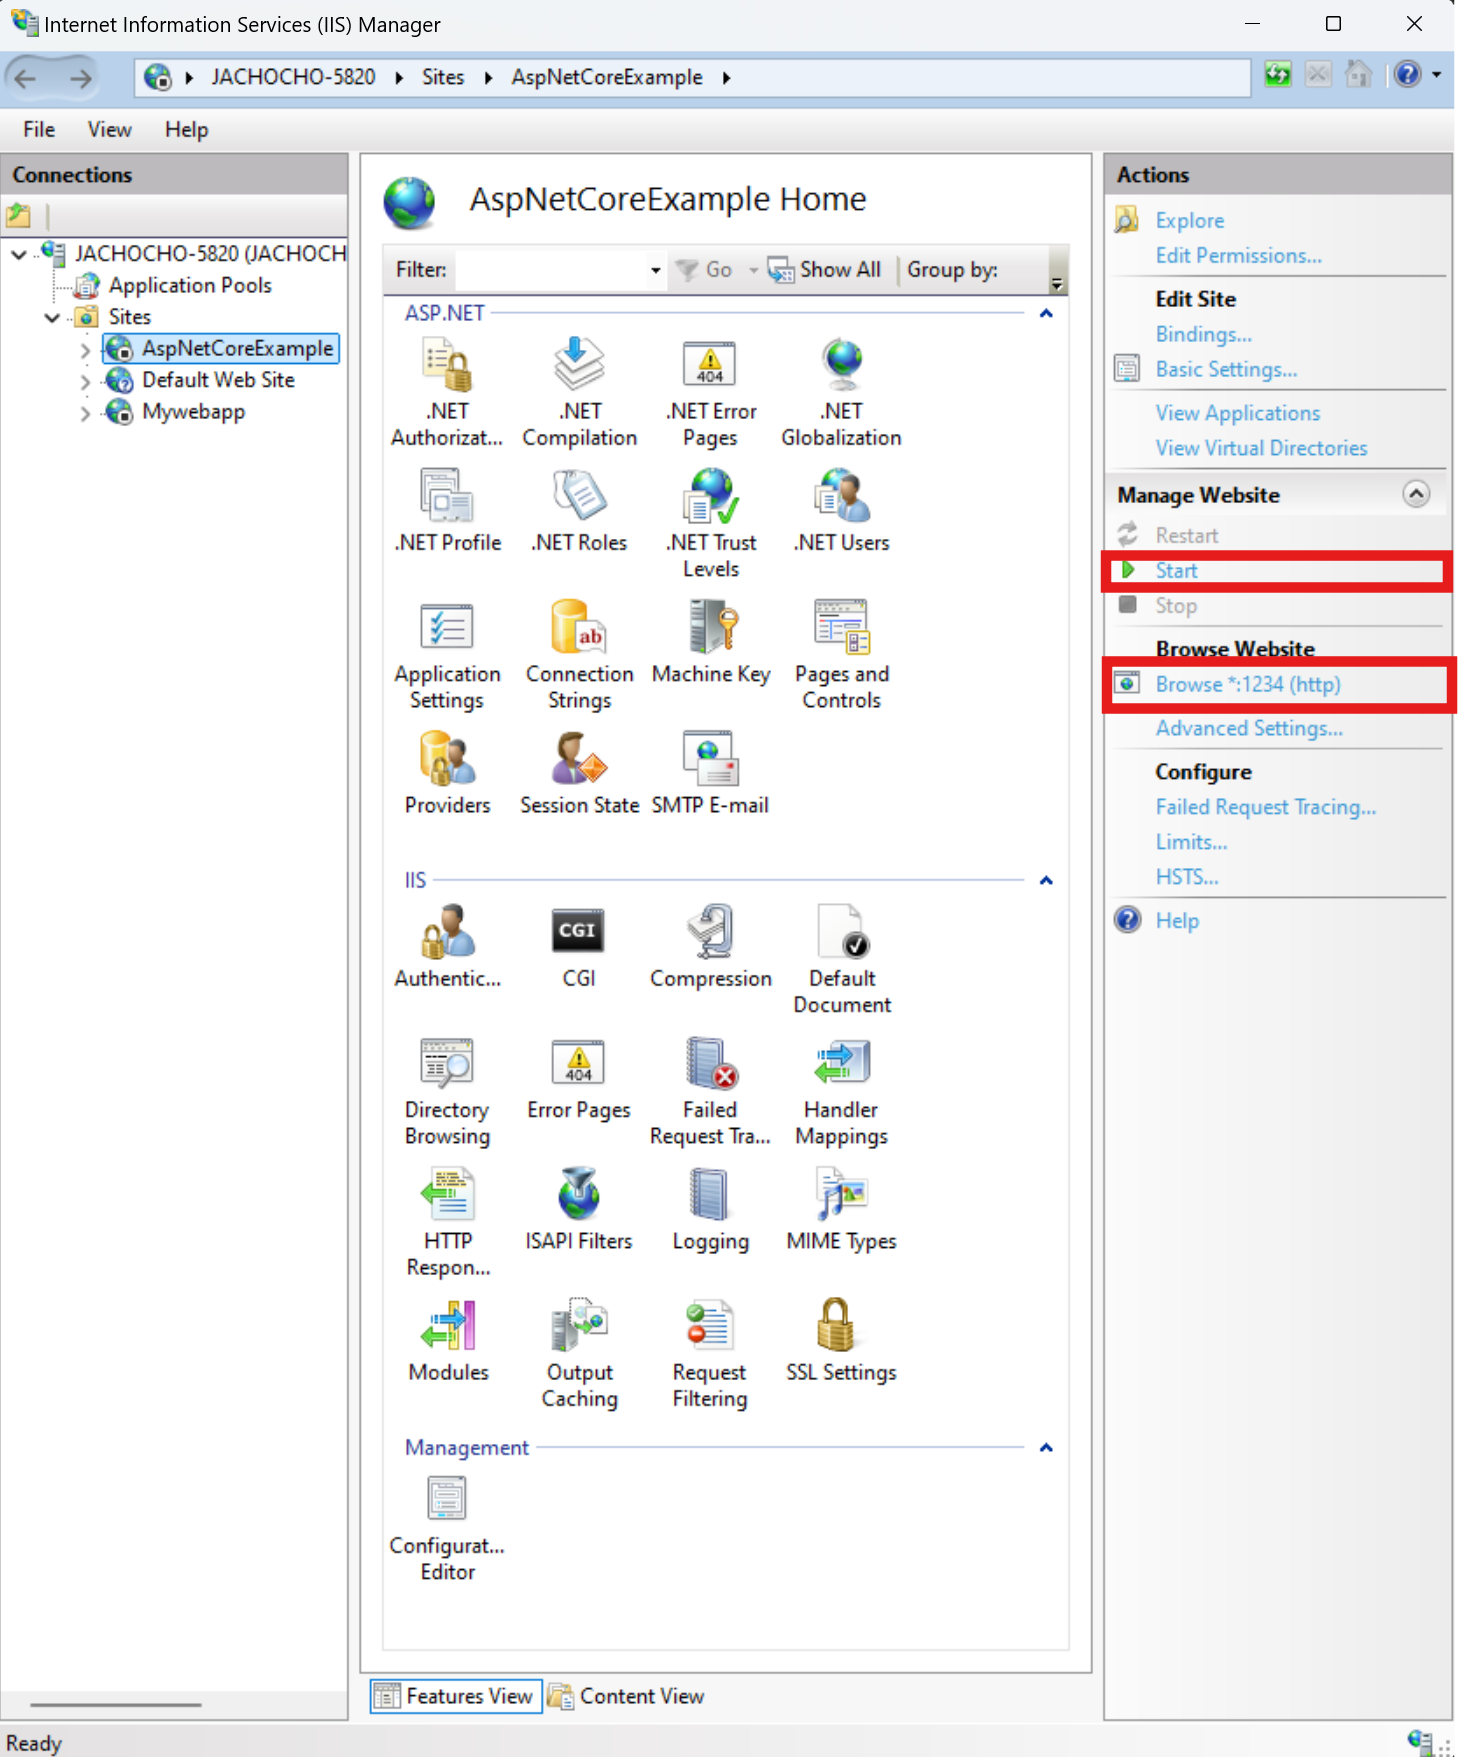 Internet Information Services (IIS) Manager
JACHOCHO-5820 Sites AspNetCoreExample
File View Help
Connections
JACHOCHO-5820 (JACHOCH
Application Pools
Sites
AspNetCoreExample
Default Web Site
Mywebapp
AspNetCoreExample Home
Filter: Go Show All Group by:
ASP.NET
.NET Authorizat...
.NET Compilation
404
.NET Error Pages
.NET Globalization
.NET Profile
.NET Roles
.NET Trust Levels
.NET Users
Application Settings
ab
Connection Strings
Machine Key
Pages and Controls
Providers
Session State
SMTP E-mail
IIS
Authentic...
CGI
CGI
Compression
Default Document
Directory Browsing
404
Error Pages
Failed Request Tra...
Handler Mappings
HTTP Respon...
ISAPI Filters
Logging
MIME Types
Modules
Output Caching
Request Filtering
SSL Settings
Management
Configurat... Editor
Features View
Content View
Actions
Explore
Edit Permissions...
Edit Site
Bindings...
Basic Settings...
View Applications
View Virtual Directories
Manage Website
Restart
Start
Stop
Browse Website
Browse *:1234 (http)
Advanced Settings...
Configure
Failed Request Tracing...
Limits...
HSTS...
Help
Ready